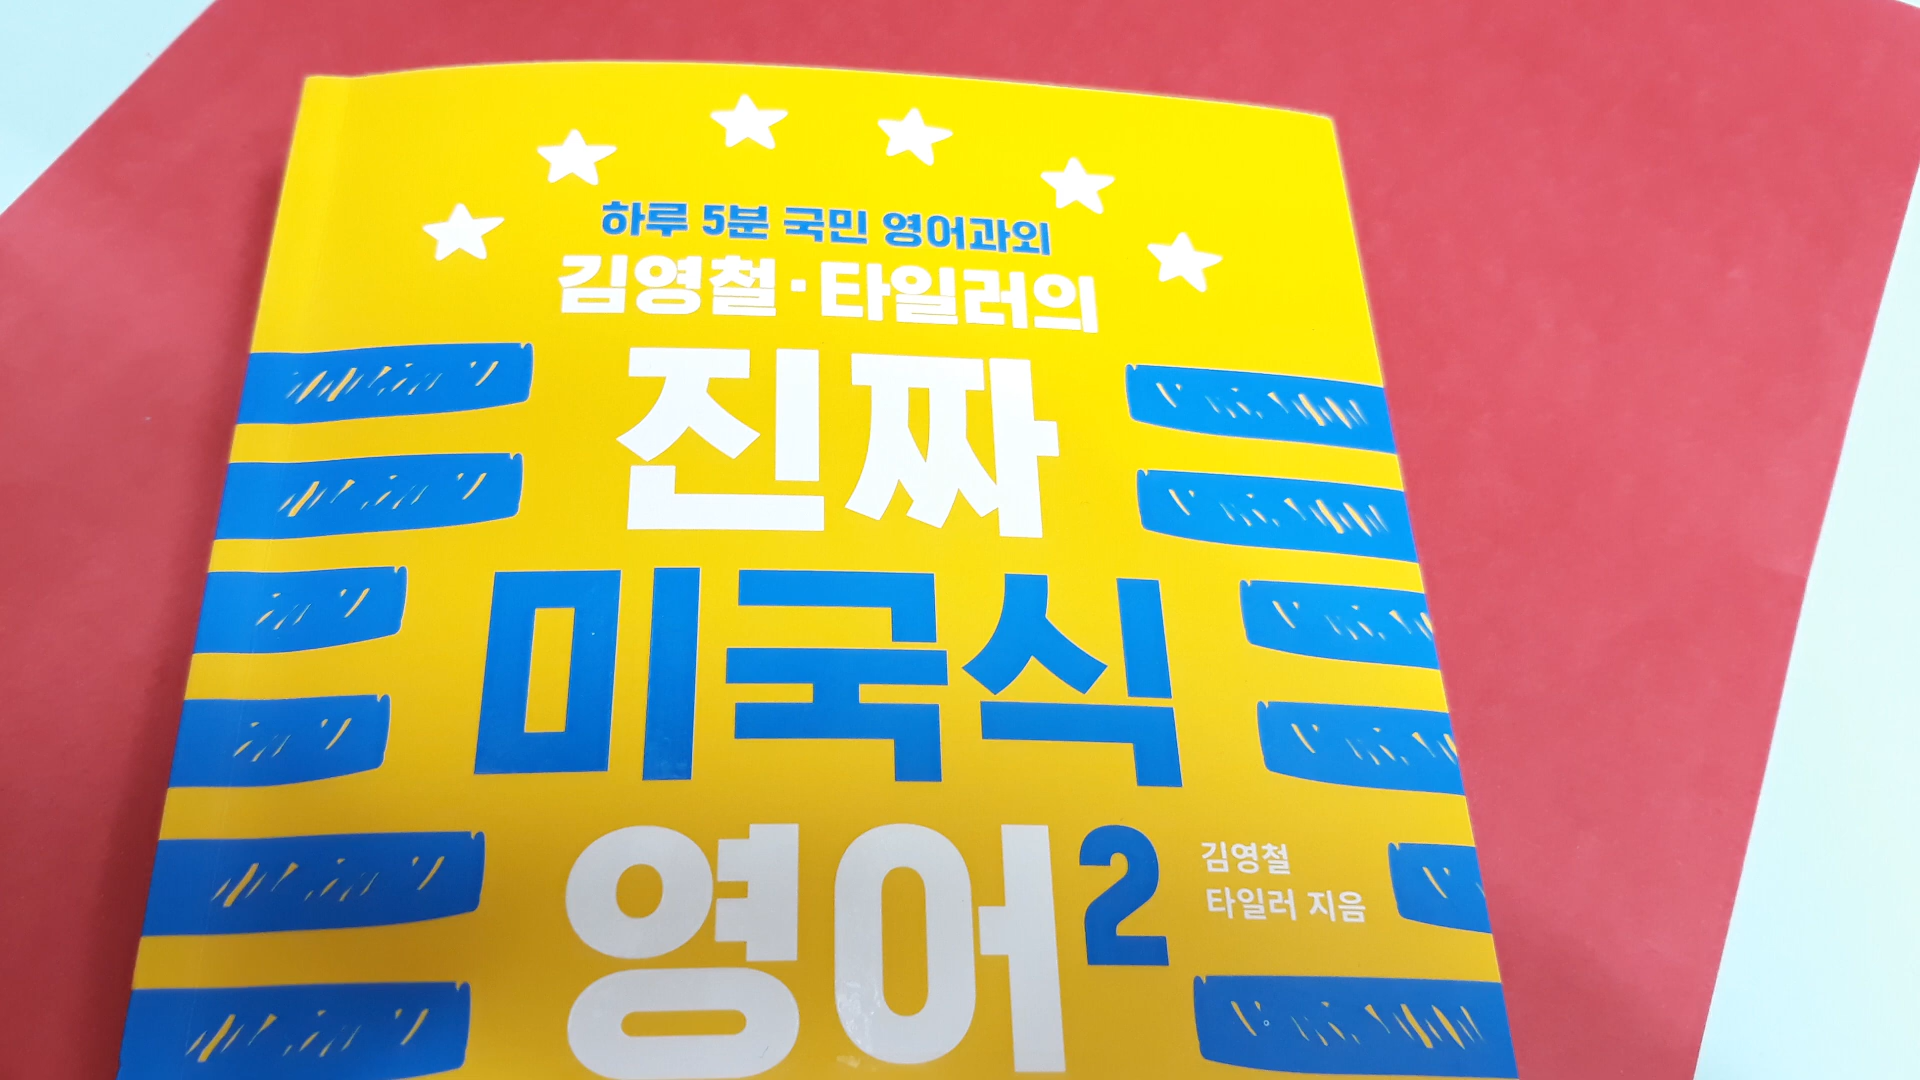 하루 5분 국민 영어과외
김영철·타일러의
진짜
미국식
영어2
김영철
타일러 지음